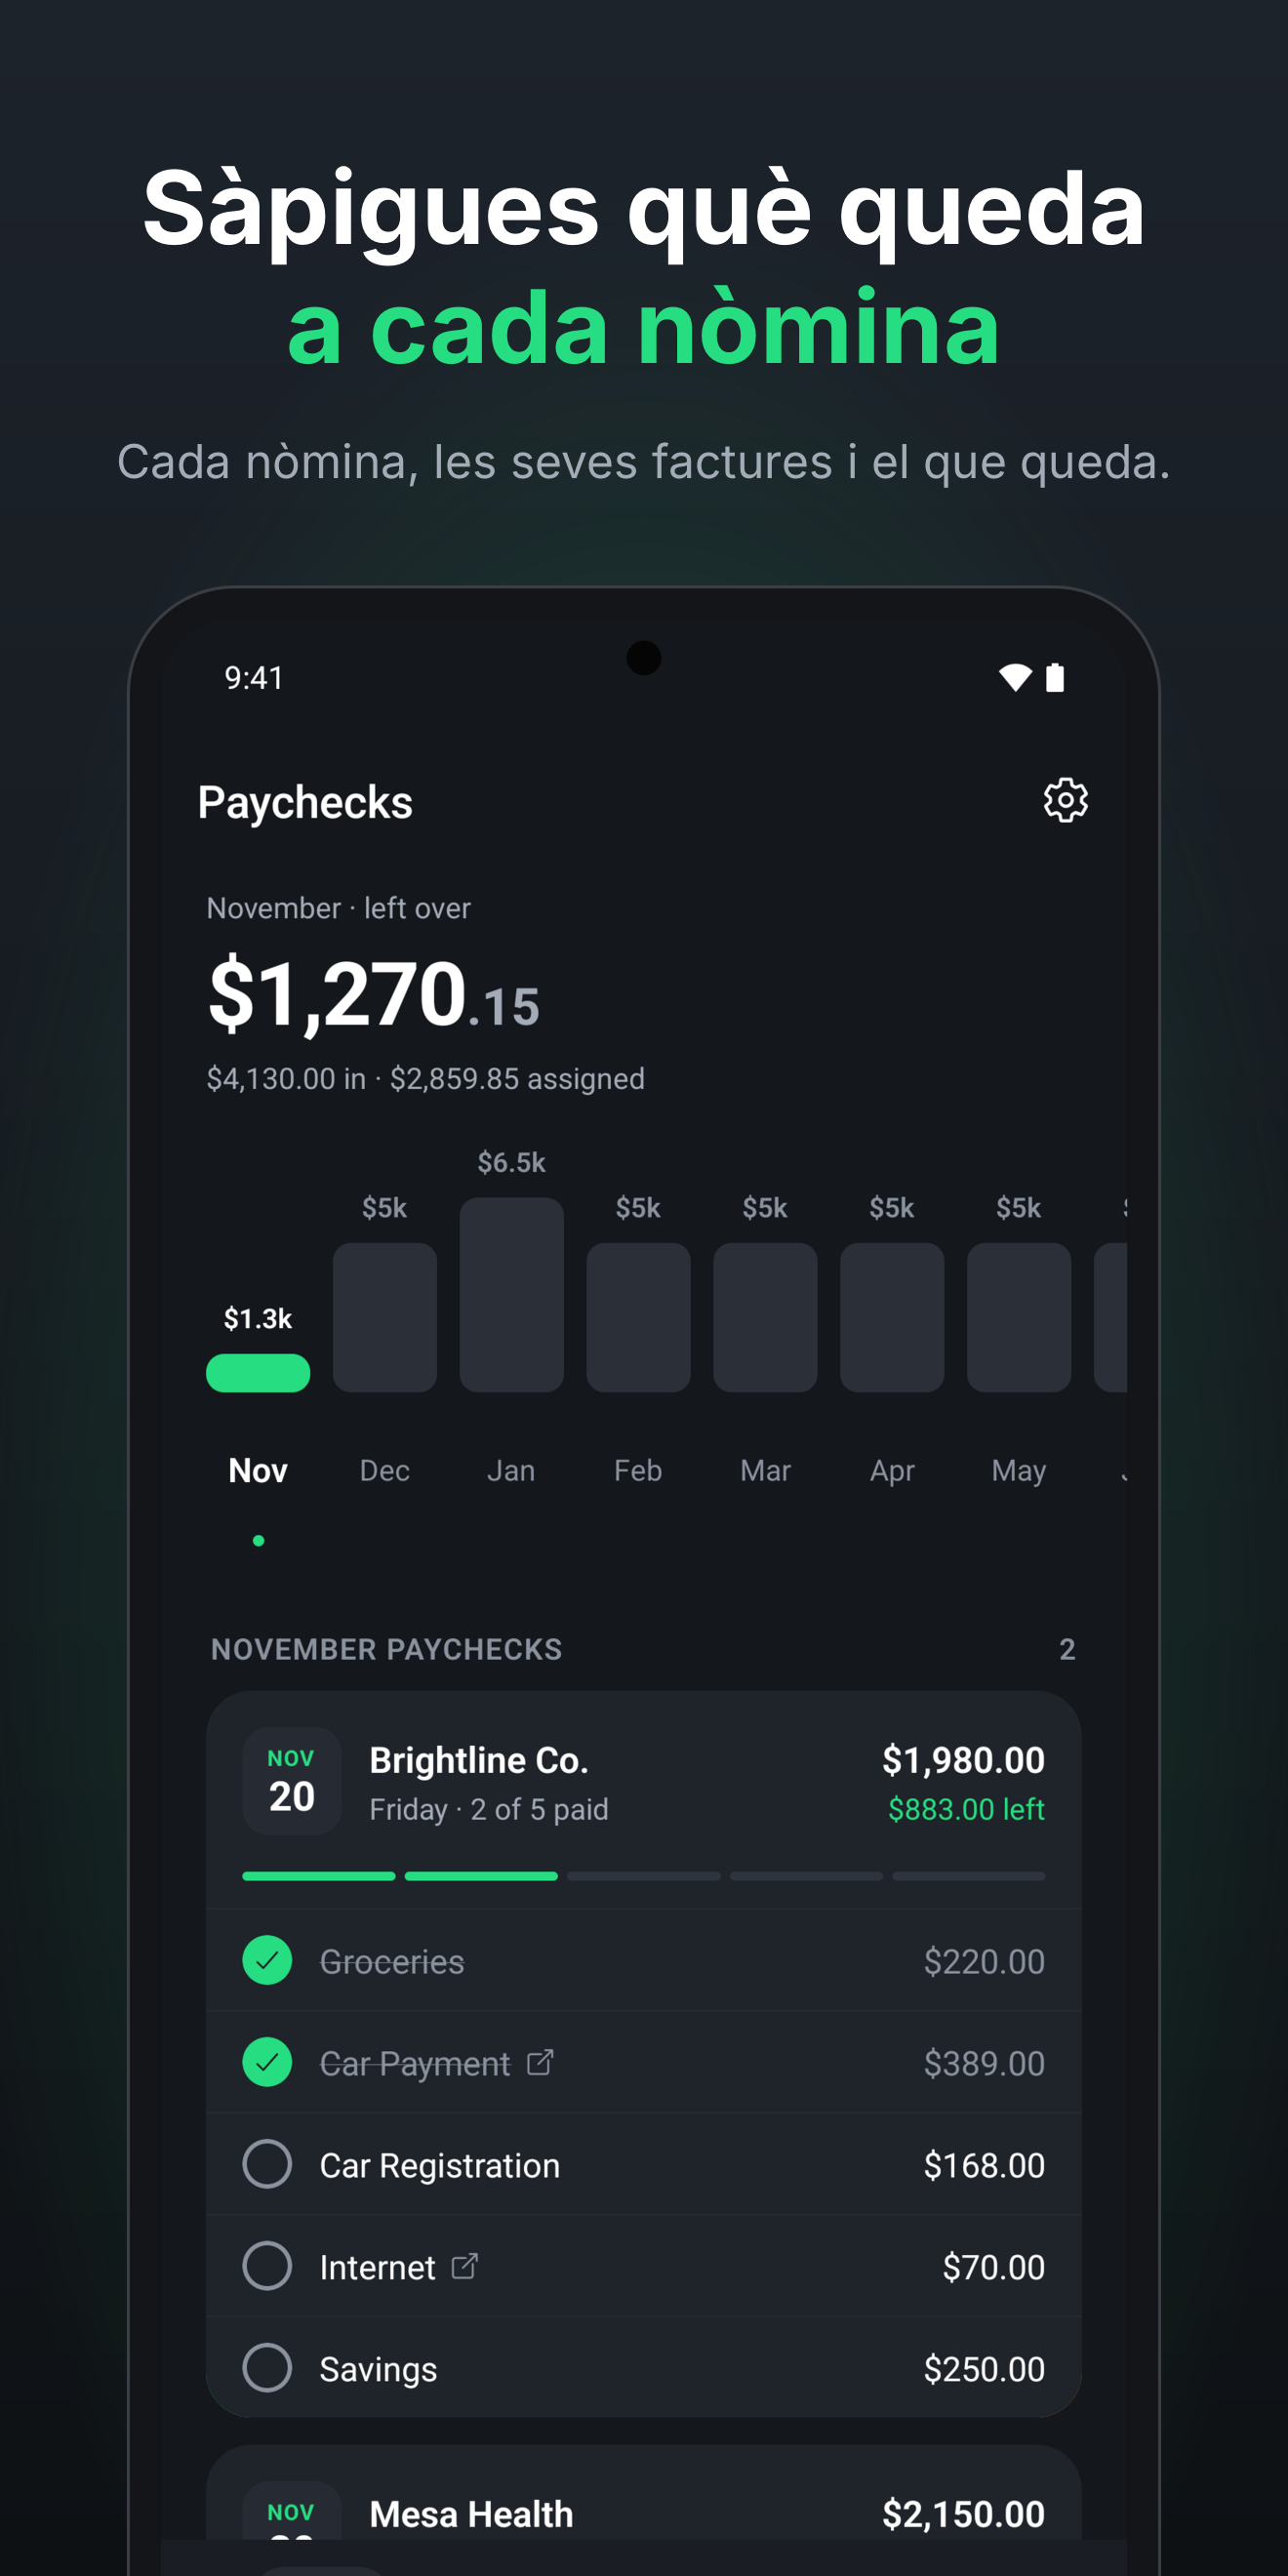 Sàpigues què queda
a cada nòmina
Cada nòmina, les seves factures i el que queda.
9:41
Paychecks
November · left over
$1,270.15
$4,130.00 in · $2,859.85 assigned
$1.3k $5k $6.5k $5k $5k $5k $5k
Nov Dec Jan Feb Mar Apr May
NOVEMBER PAYCHECKS 2
NOV 20 Brightline Co. $1,980.00
Friday · 2 of 5 paid $883.00 left
Groceries $220.00
Car Payment $389.00
Car Registration $168.00
Internet $70.00
Savings $250.00
NOV Mesa Health $2,150.00